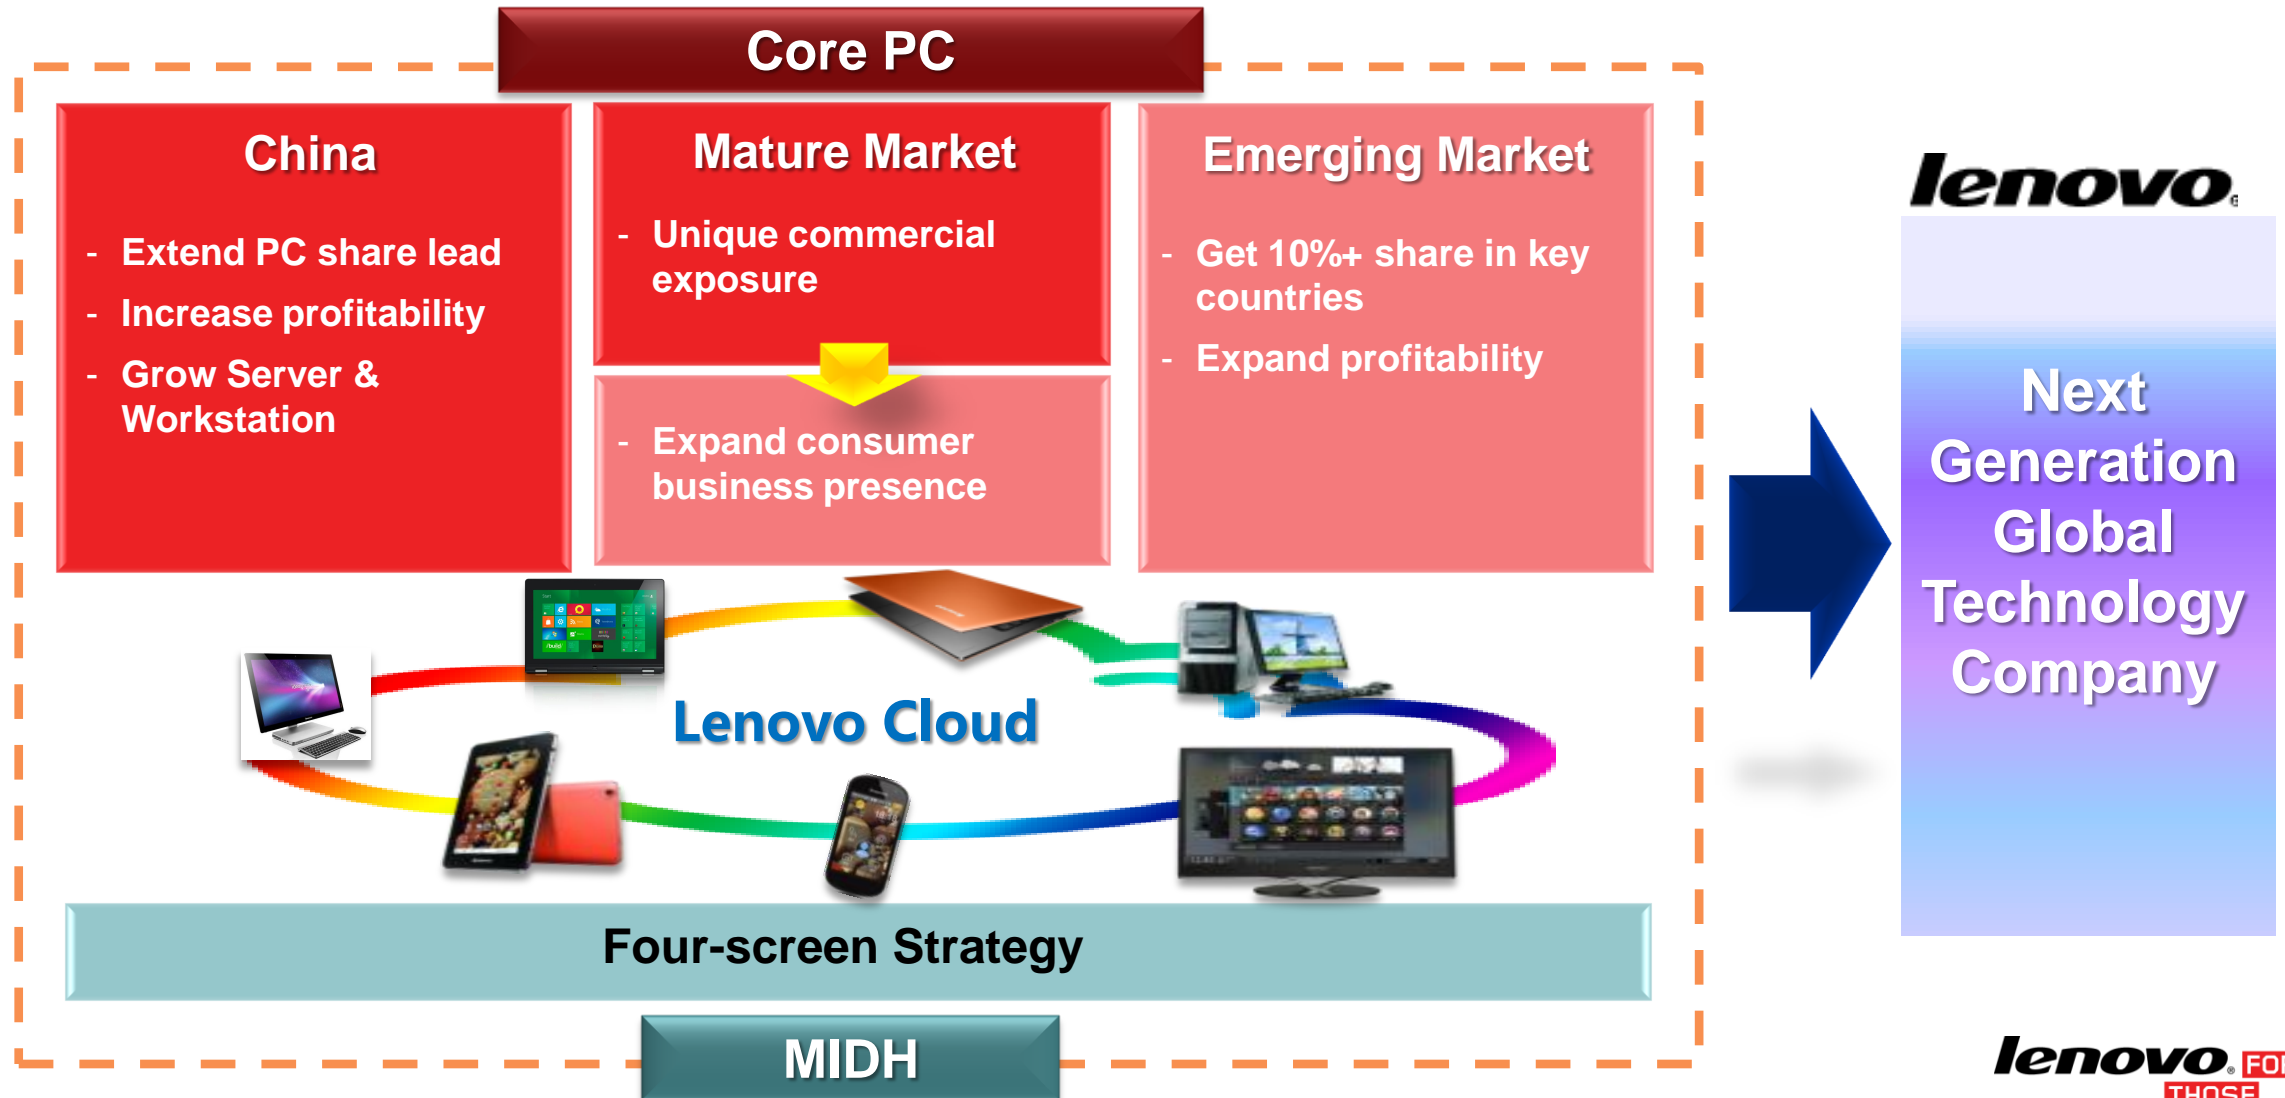 Core PC
China
- Extend PC share lead
- Increase profitability
- Grow Server &
Workstation
Mature Market
- Unique commercial
exposure
- Expand consumer
business presence
Emerging Market
- Get 10%+ share in key
countries
- Expand profitability
Lenovo Cloud
Four-screen Strategy
MIDH
lenovo®
Next
Generation
Global
Technology
Company
lenovo® FOR
THOSE